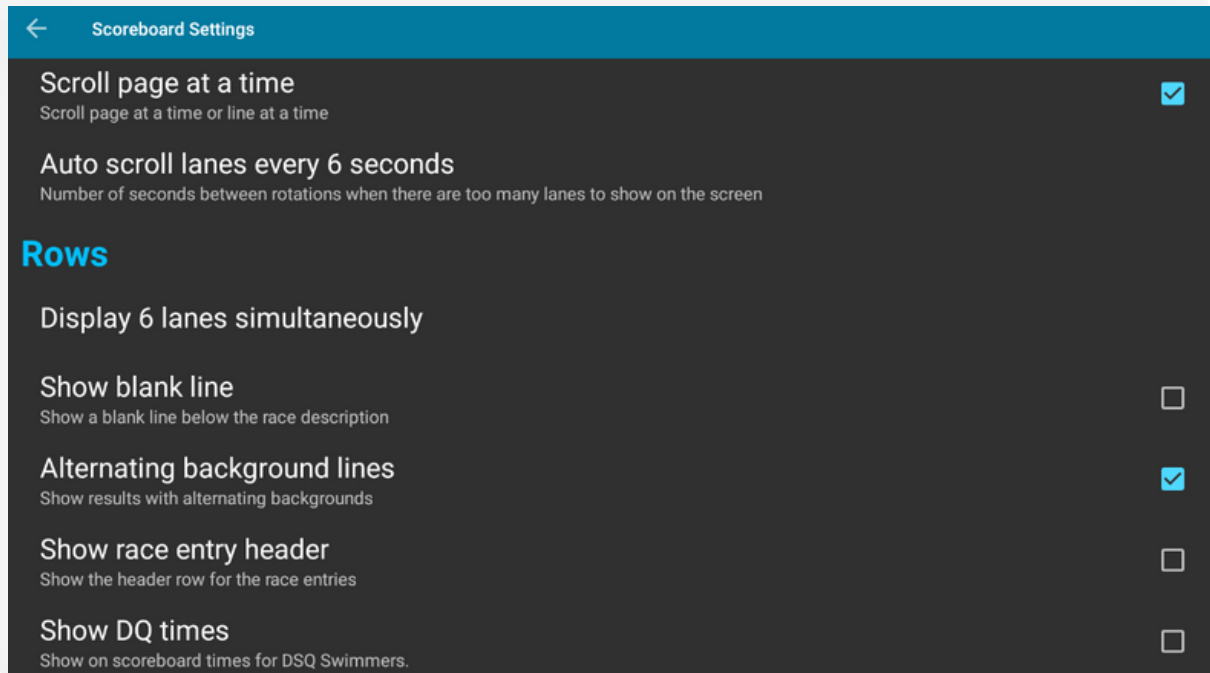 Scoreboard Settings
Scroll page at a time
Scroll page at a time or line at a time
Auto scroll lanes every 6 seconds
Number of seconds between rotations when there are too many lanes to show on the screen
Rows
Display 6 lanes simultaneously
Show blank line
Show a blank line below the race description
Alternating background lines
Show results with alternating backgrounds
Show race entry header
Show the header row for the race entries
Show DQ times
Show on scoreboard times for DSQ Swimmers.